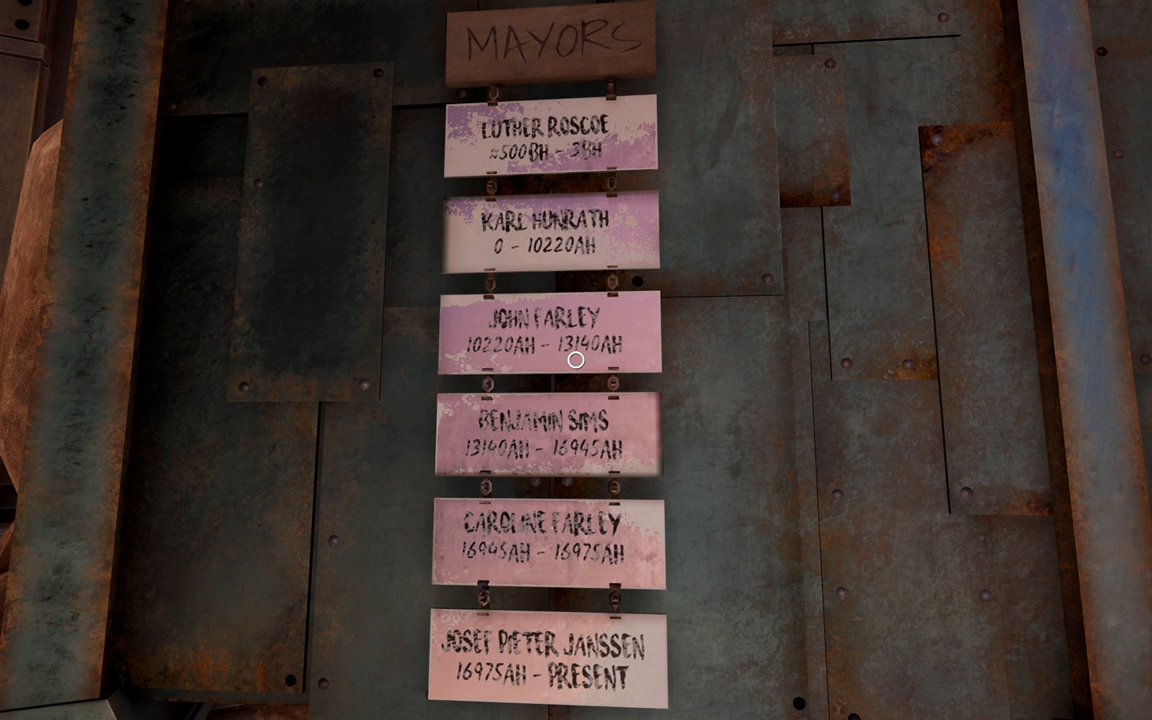 MAYORS
LUTHER ROSCOE
≈500BH - 3BH
KARL HUNRATH
0 - 10220AH
JOHN FARLEY
10220AH - 13140AH
BENJAMIN SIMS
13140AH - 16945AH
CAROLINE FARLEY
16945AH - 16975AH
JOSEF PIETER JANSSEN
16975AH - PRESENT